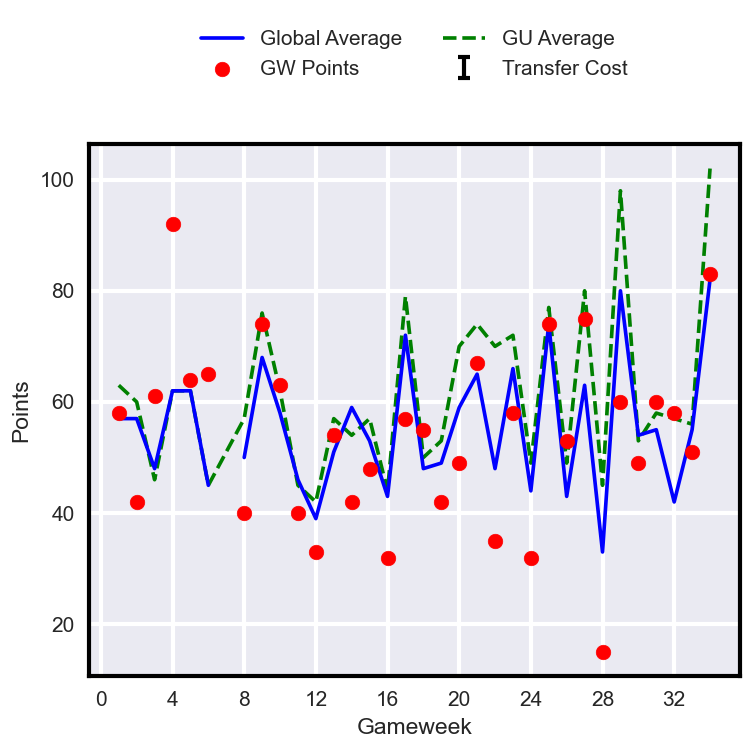 Global Average GU Average
GW Points Transfer Cost
100
80
60
40
20
Points
0 4 8 12 16 20 24 28 32
Gameweek